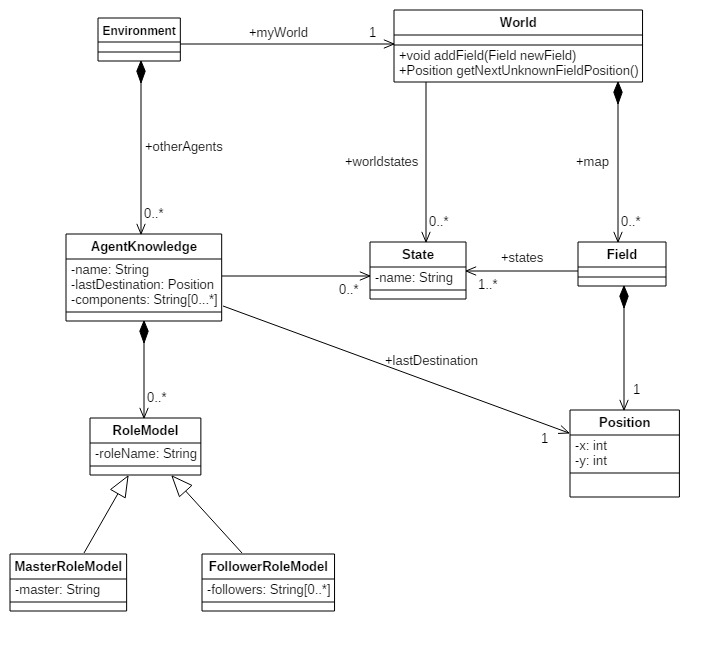 Environment
+myWorld
1
World
+void addField(Field newField)
+Position getNextUnknownFieldPosition()
+otherAgents
+worldstates
+map
0..*
0..*
0..*
AgentKnowledge
-name: String
-lastDestination: Position
-components: String[0...*]
0..*
State
-name: String
+states
1..*
Field
+lastDestination
0..*
1
1
RoleModel
-roleName: String
Position
-x: int
-y: int
MasterRoleModel
-master: String
FollowerRoleModel
-followers: String[0..*]